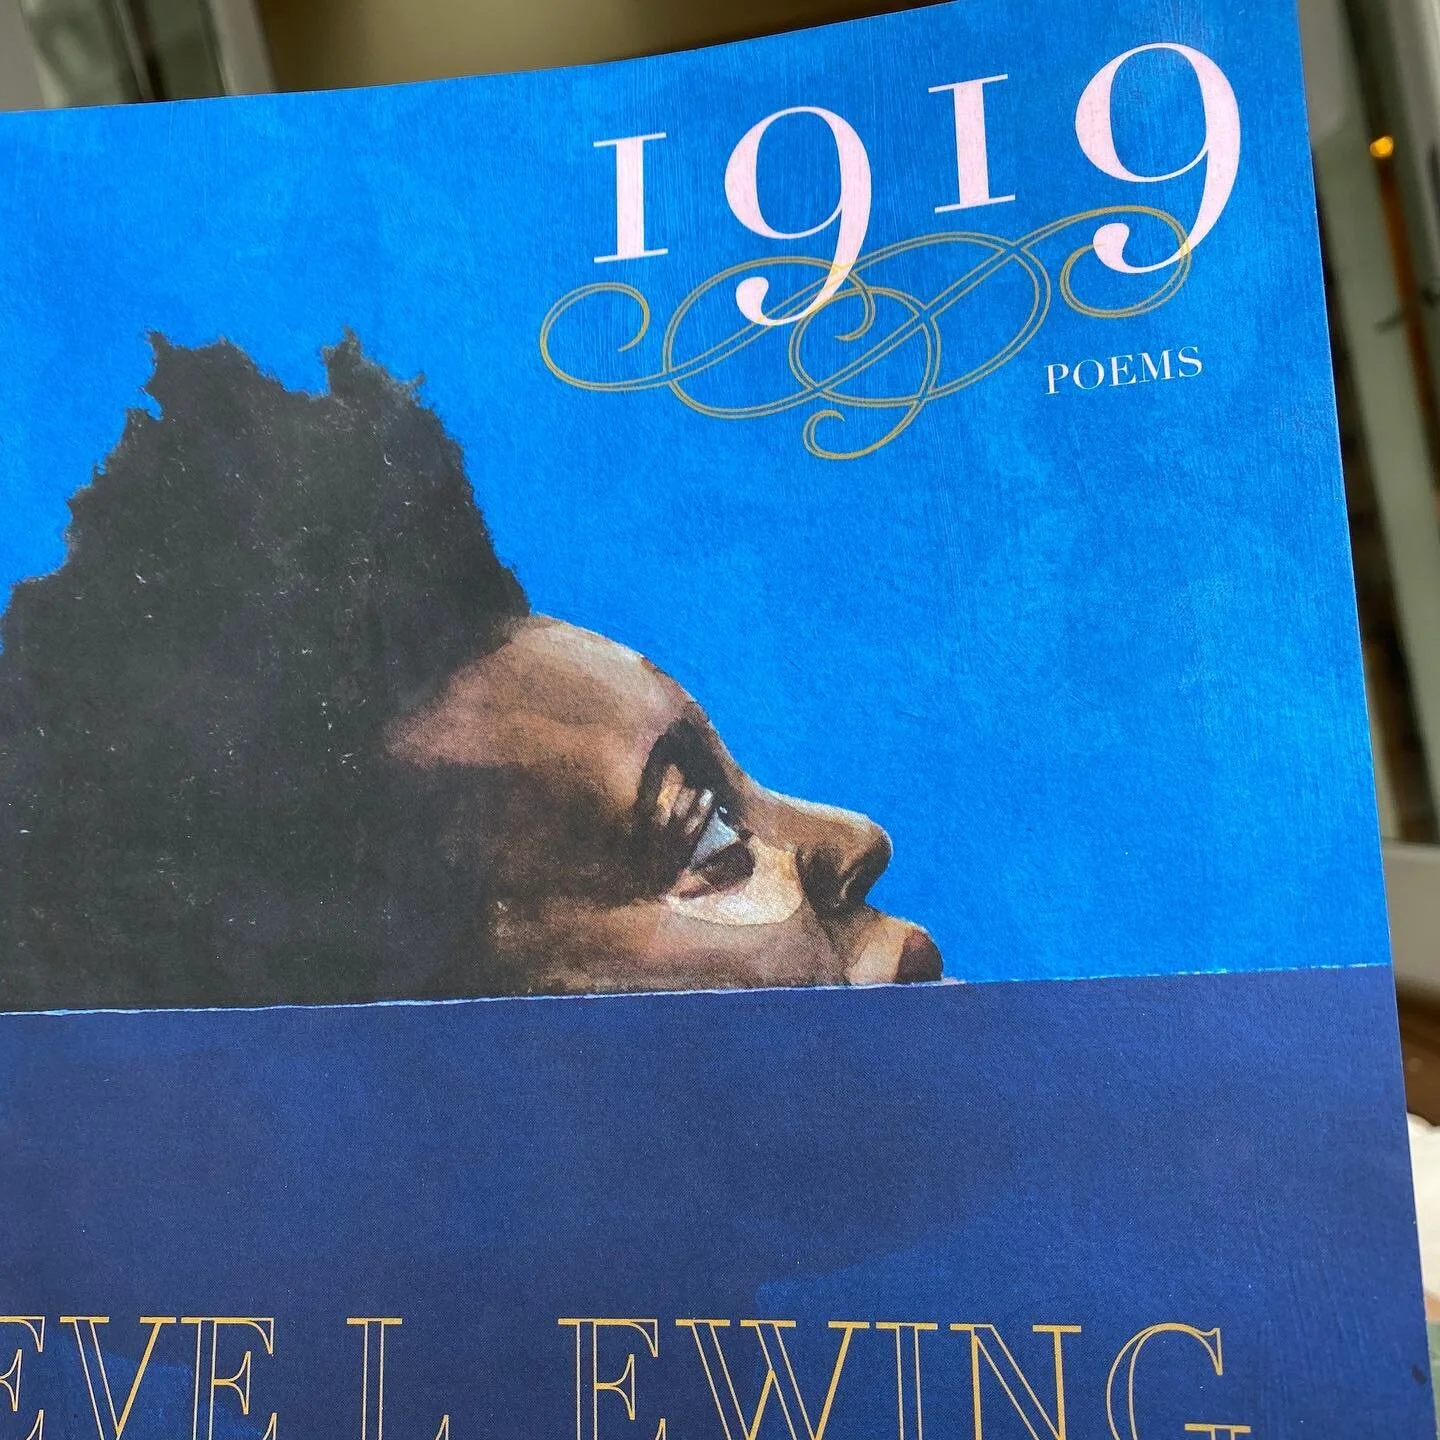 1919
POEMS
EVE L. EWING